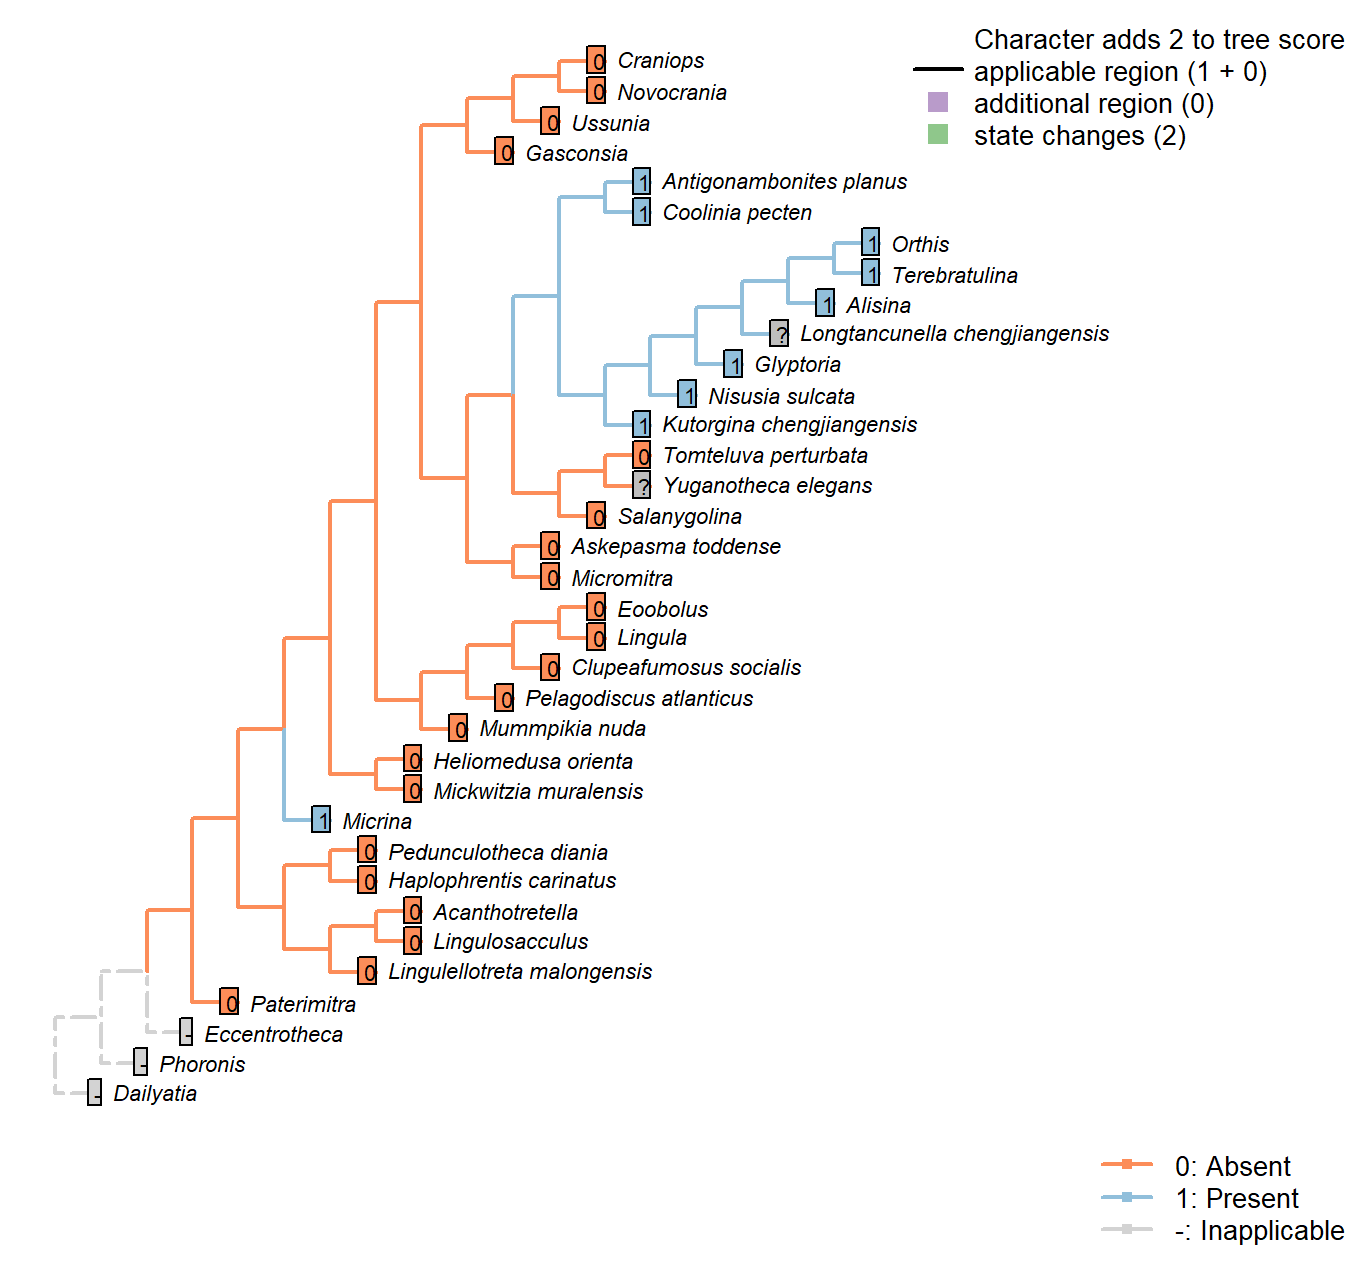 Character adds 2 to tree score
applicable region (1 + 0)
additional region (0)
state changes (2)
0 Craniops
0 Novocrania
0 Ussunia
0 Gasconsia
1 Antigonambonites planus
1 Coolinia pecten
1 Orthis
1 Terebratulina
1 Alisina
? Longtancunella chengjiangensis
1 Glyptoria
1 Nisusia sulcata
1 Kutorgina chengjiangensis
0 Tomteluva perturbata
? Yuganotheca elegans
0 Salanygolina
0 Askepasma toddense
0 Micromitra
0 Eoobolus
0 Lingula
0 Clupeafumosus socialis
0 Pelagodiscus atlanticus
0 Mummpikia nuda
0 Heliomedusa orienta
0 Mickwitzia muralensis
1 Micrina
0 Pedunculotheca diania
0 Haplophrentis carinatus
0 Acanthotretella
0 Lingulosacculus
0 Lingulellotreta malongensis
0 Paterimitra
- Eccentrotheca
- Phoronis
- Dailyatia
0: Absent
1: Present
-: Inapplicable